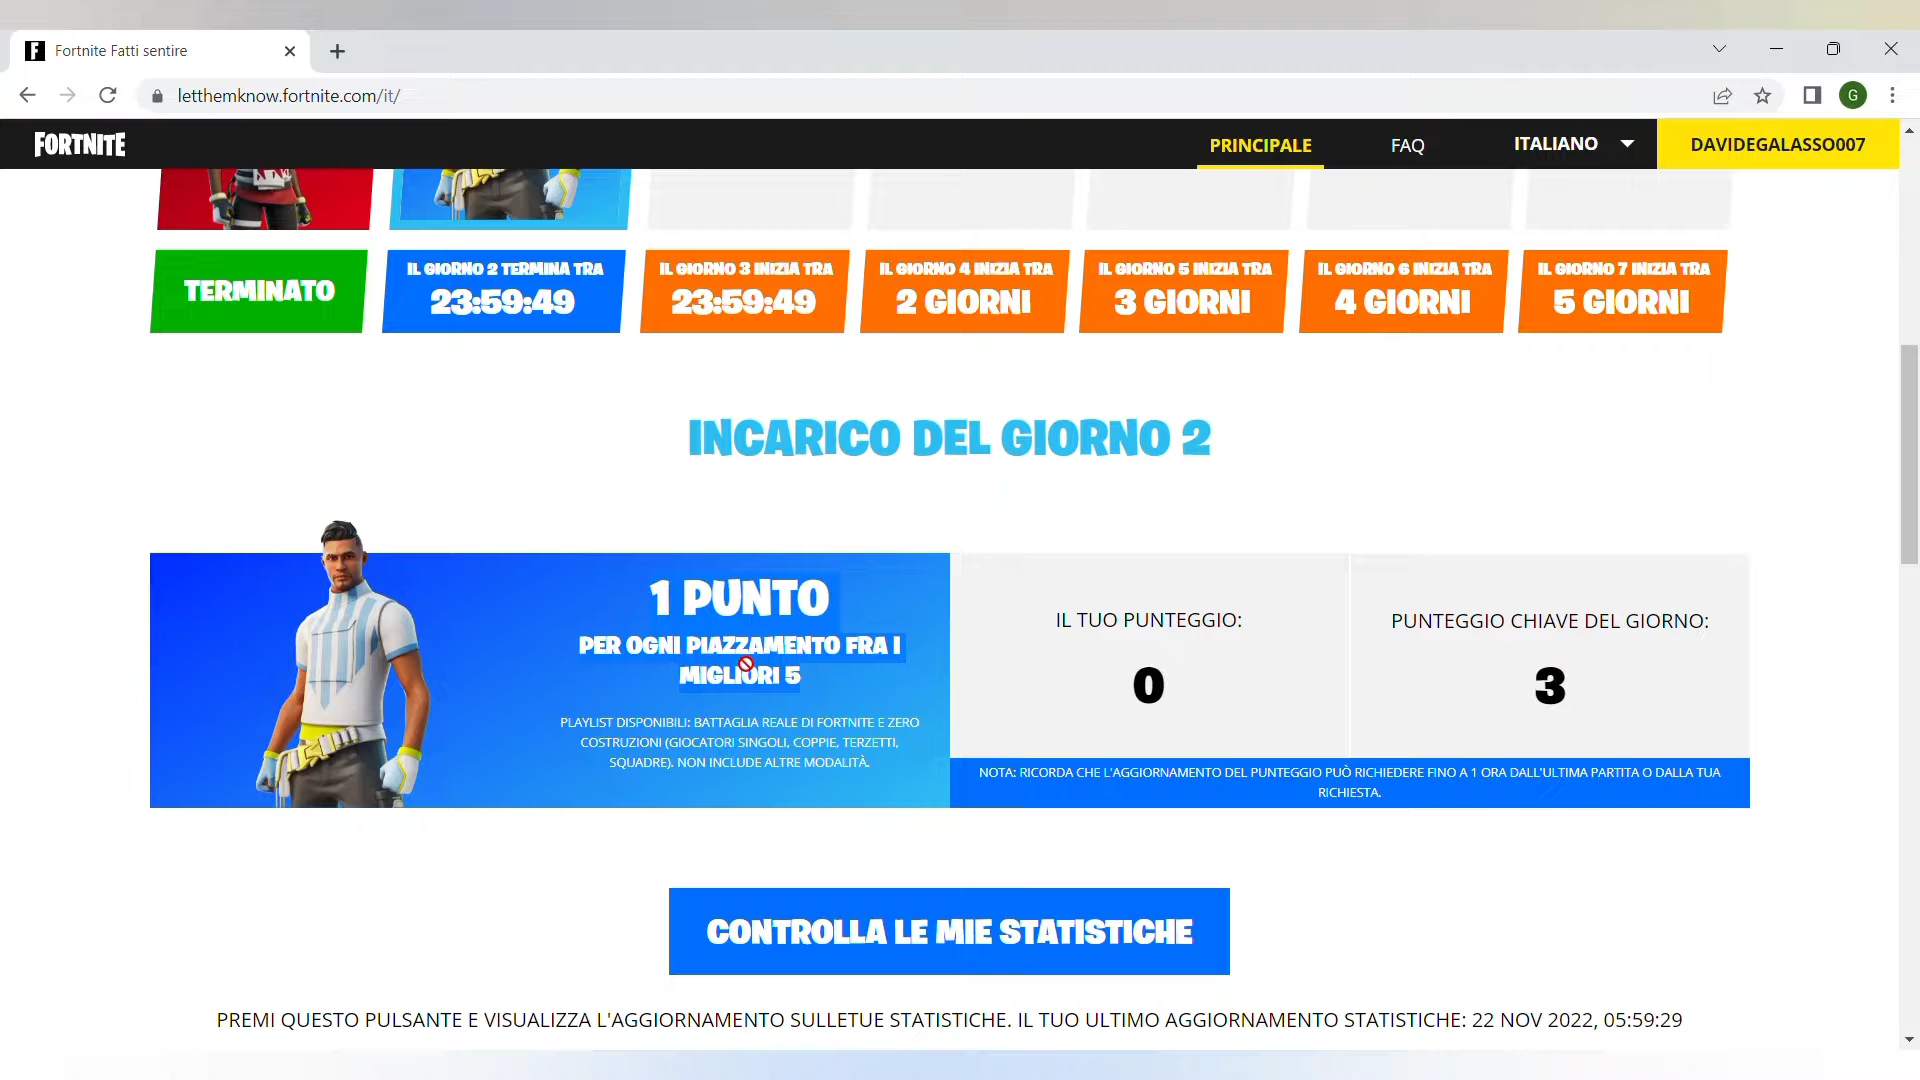 Fortnite Fatti sentire
letthemknow.fortnite.com/it/
G
FORTNITE
PRINCIPALE
FAQ
ITALIANO
DAVIDEGALASSO007
TERMINATO
IL GIORNO 2 TERMINA TRA
23:59:49
IL GIORNO 3 INIZIA TRA
23:59:49
IL GIORNO 4 INIZIA TRA
2 GIORNI
IL GIORNO 5 INIZIA TRA
3 GIORNI
IL GIORNO 6 INIZIA TRA
4 GIORNI
IL GIORNO 7 INIZIA TRA
5 GIORNI
INCARICO DEL GIORNO 2
1 PUNTO
PER OGNI PIAZZAMENTO FRA I
MIGLIORI 5
PLAYLIST DISPONIBILI: BATTAGLIA REALE DI FORTNITE E ZERO
COSTRUZIONI (GIOCATORI SINGOLI, COPPIE, TERZETTI,
SQUADRE). NON INCLUDE ALTRE MODALITÀ.
IL TUO PUNTEGGIO:
0
PUNTEGGIO CHIAVE DEL GIORNO:
3
NOTA: RICORDA CHE L'AGGIORNAMENTO DEL PUNTEGGIO PUÒ RICHIEDERE FINO A 1 ORA DALL'ULTIMA PARTITA O DALLA TUA
RICHIESTA.
CONTROLLA LE MIE STATISTICHE
PREMI QUESTO PULSANTE E VISUALIZZA L'AGGIORNAMENTO SULLETUE STATISTICHE. IL TUO ULTIMO AGGIORNAMENTO STATISTICHE: 22 NOV 2022, 05:59:29